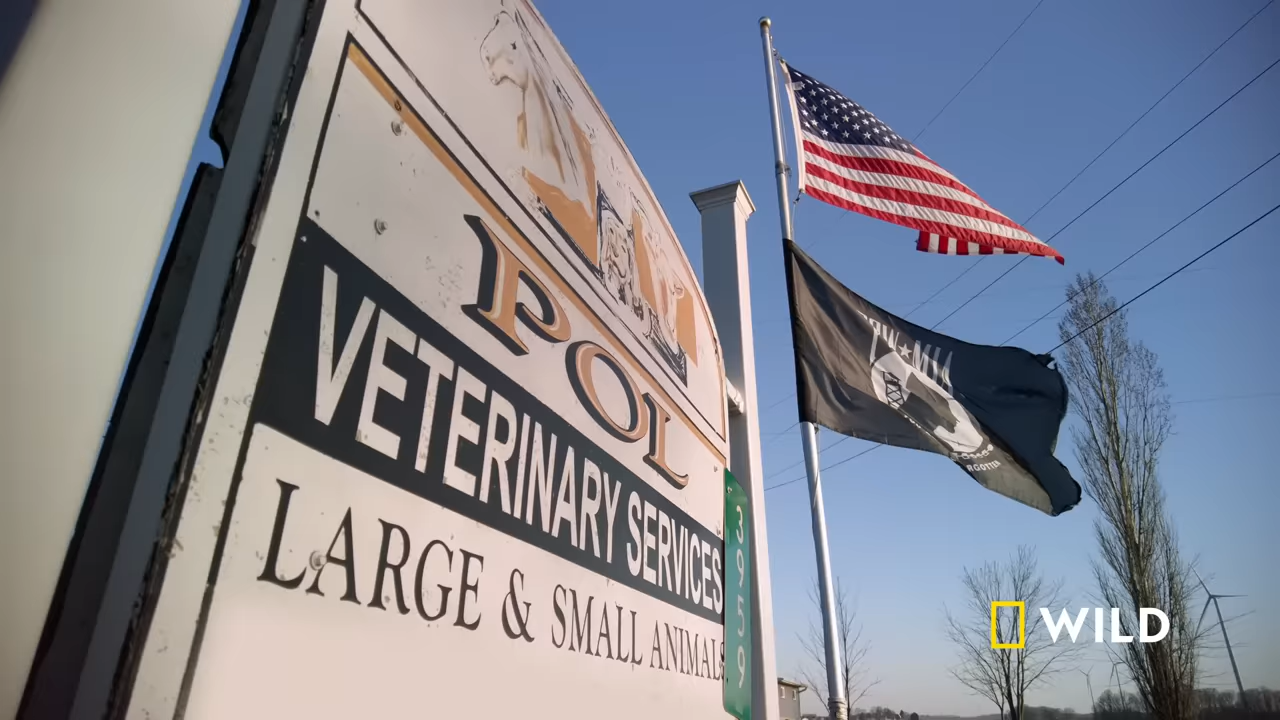 POL
VETERINARY SERVICES
LARGE & SMALL ANIMALS
3959
POW★MIA
WILD